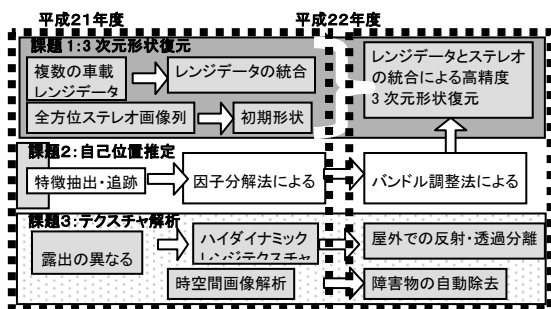 平成21年度
平成22年度
課題1:3次元形状復元
複数の車載
レンジデータ
レンジデータの統合
全方位ステレオ画像列
初期形状
レンジデータとステレオ
の統合による高精度
3次元形状復元
課題2:自己位置推定
特徴抽出・追跡
因子分解法による
バンドル調整法による
課題3:テクスチャ解析
露出の異なる
ハイダイナミック
レンジテクスチャ
屋外での反射・透過分離
時空間画像解析
障害物の自動除去